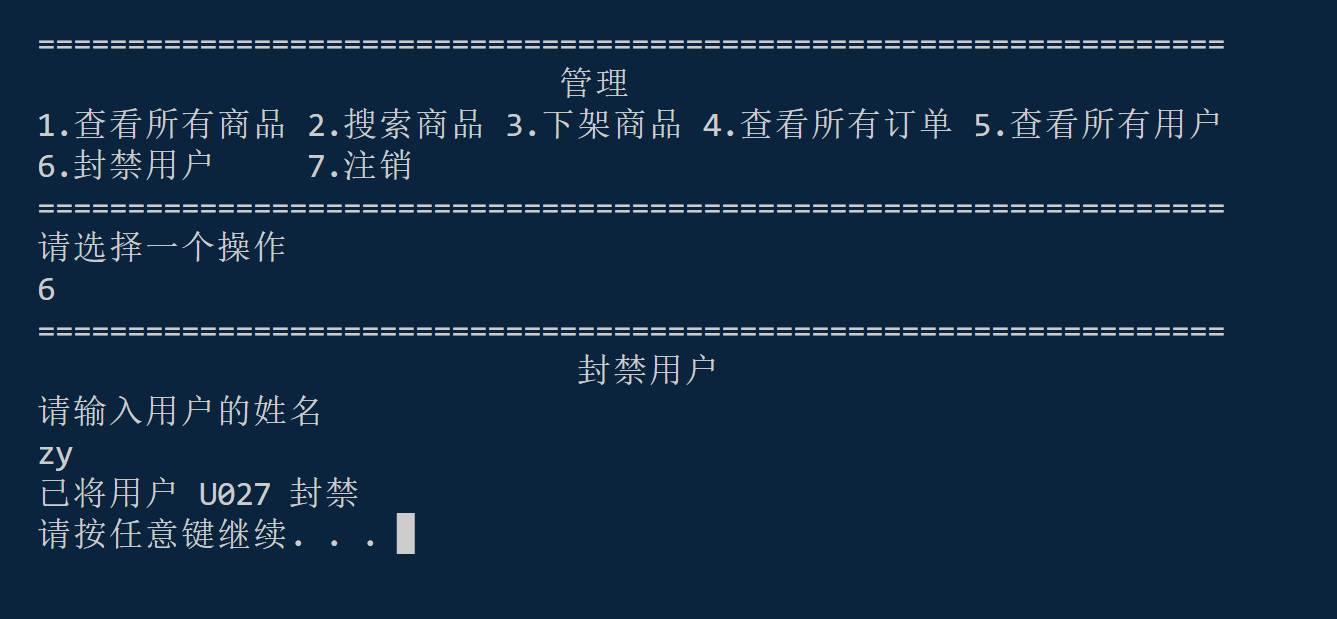 ==================================================================
管理
1.查看所有商品 2.搜索商品 3.下架商品 4.查看所有订单 5.查看所有用户
6.封禁用户     7.注销
==================================================================
请选择一个操作
6
==================================================================
封禁用户
请输入用户的姓名
zy
已将用户 U027 封禁
请按任意键继续. . .